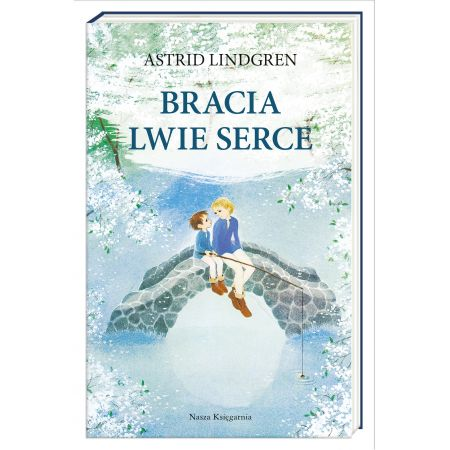 ASTRID LINDGREN
BRACIA
LWIE SERCE
Nasza Księgarnia